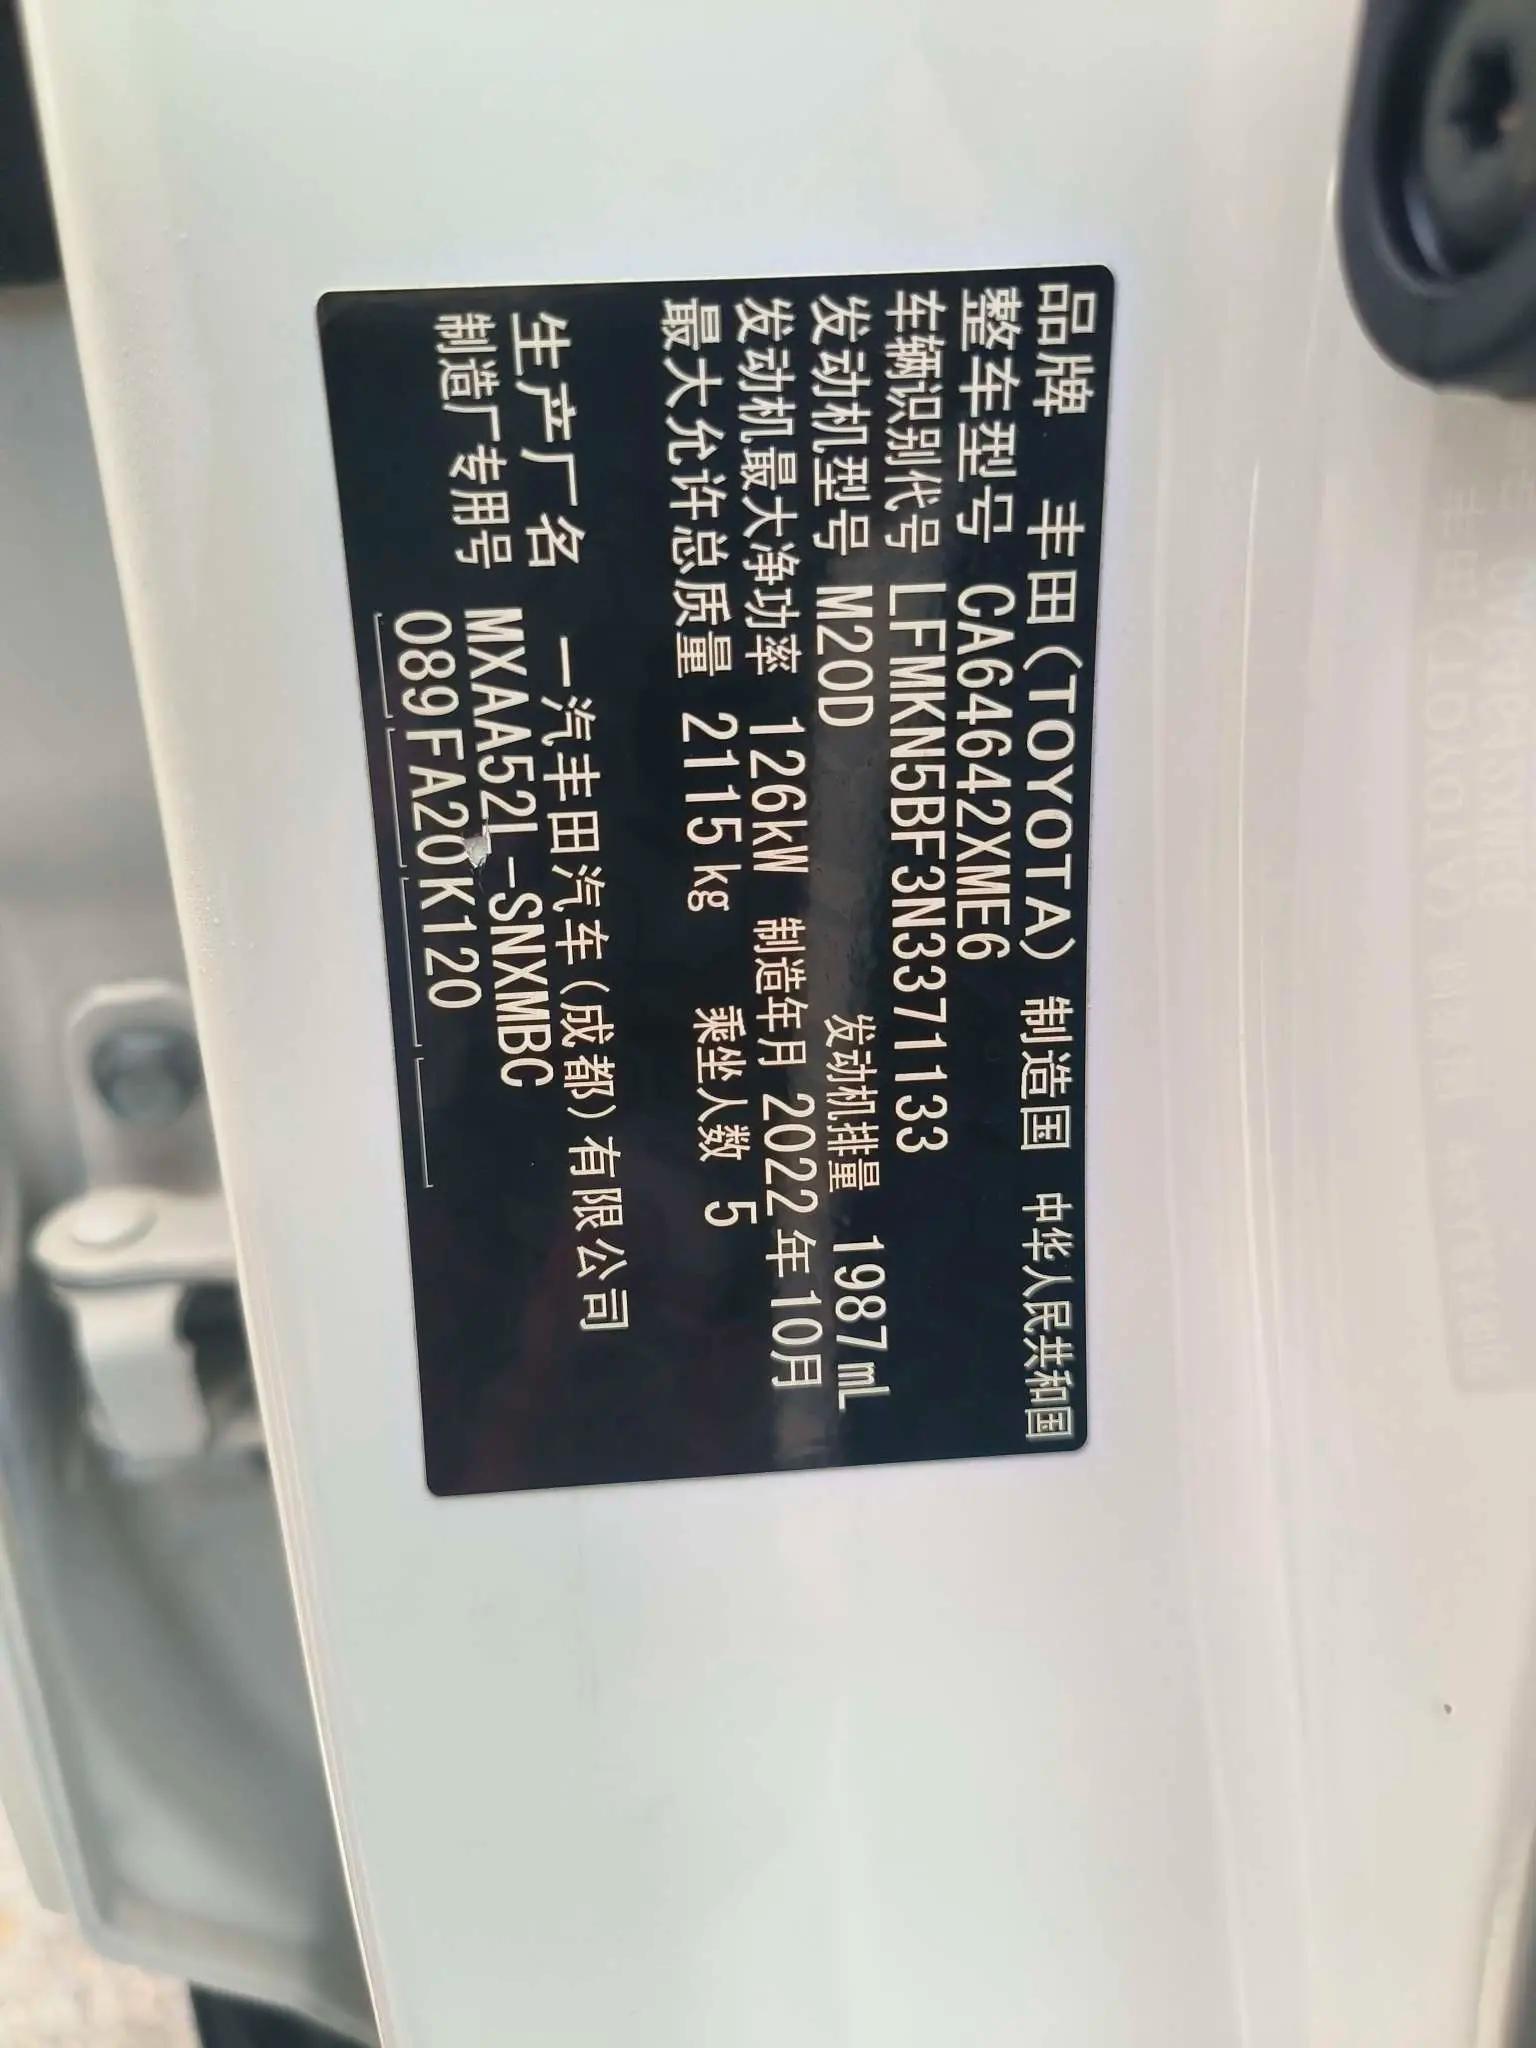 品牌 丰田(TOYOTA) 制造国 中华人民共和国
整车型号 CA64642XME6
车辆识别代号 LFMKN5BF3N3371133
发动机型号 M20D 发动机排量 1987mL
发动机最大净功率 126kW 制造年月 2022年10月
最大允许总质量 2115kg 乘坐人数 5
生产厂名 一汽丰田汽车(成都)有限公司
制造厂专用号 MXAA52L-SNXMBC
089FA20K120